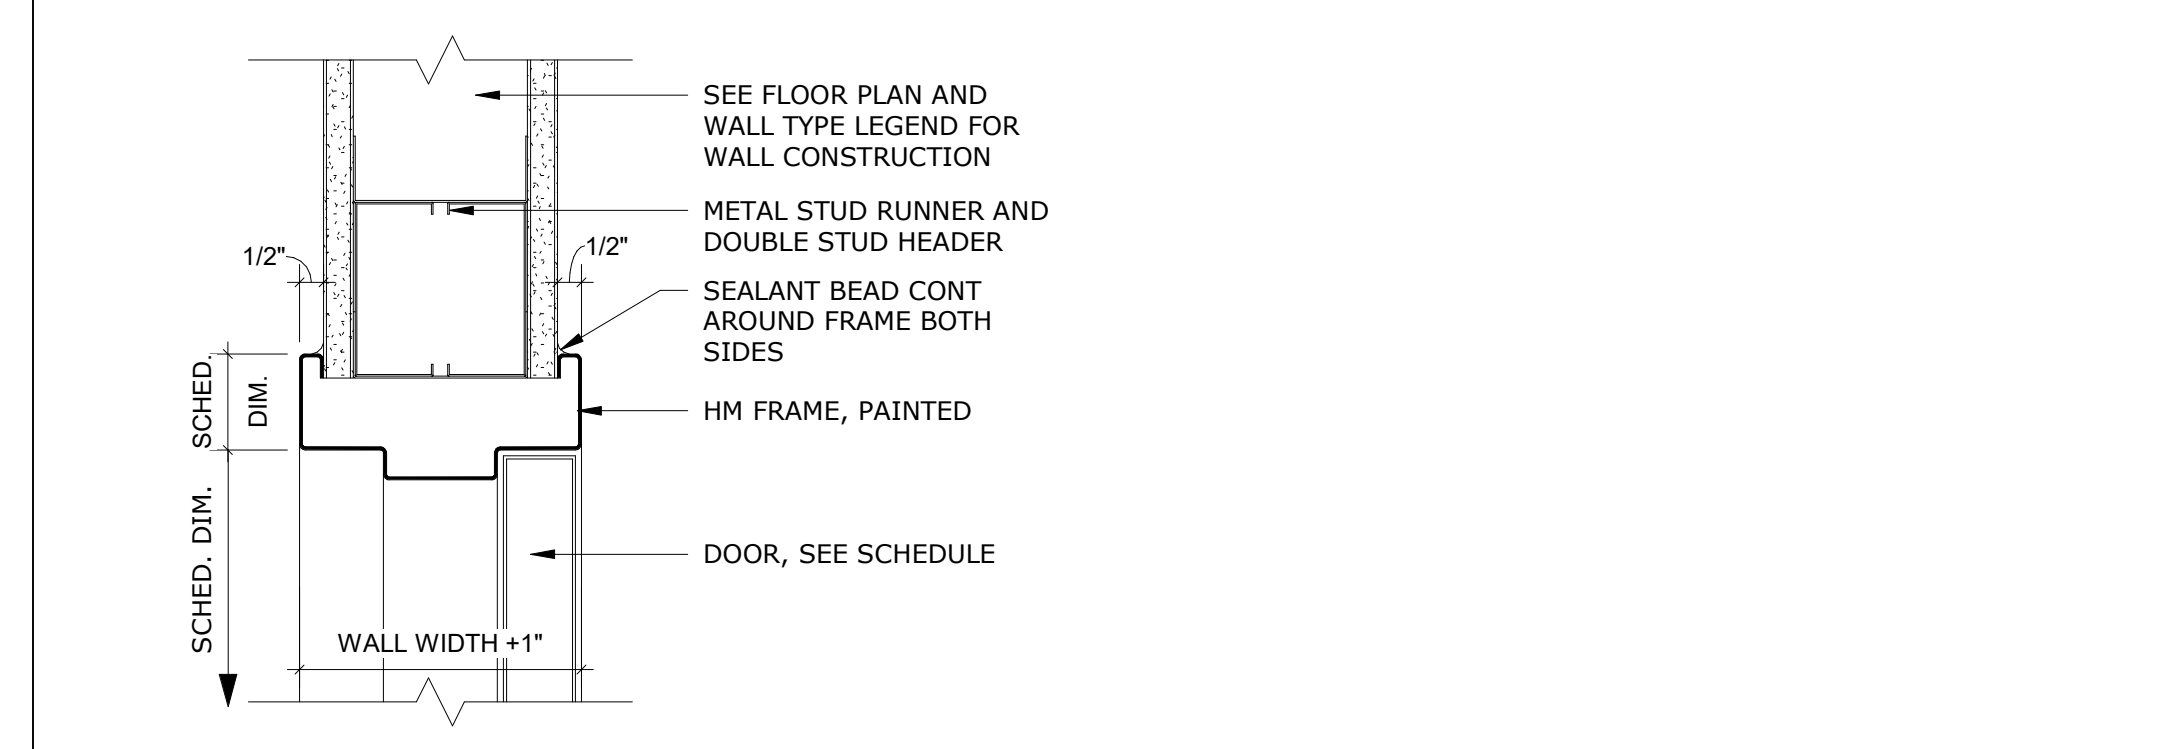 SEE FLOOR PLAN AND
WALL TYPE LEGEND FOR
WALL CONSTRUCTION
METAL STUD RUNNER AND
DOUBLE STUD HEADER
1/2"
1/2"
SEALANT BEAD CONT
AROUND FRAME BOTH
SIDES
SCHED.
DIM.
HM FRAME, PAINTED
SCHED. DIM.
DOOR, SEE SCHEDULE
WALL WIDTH +1"